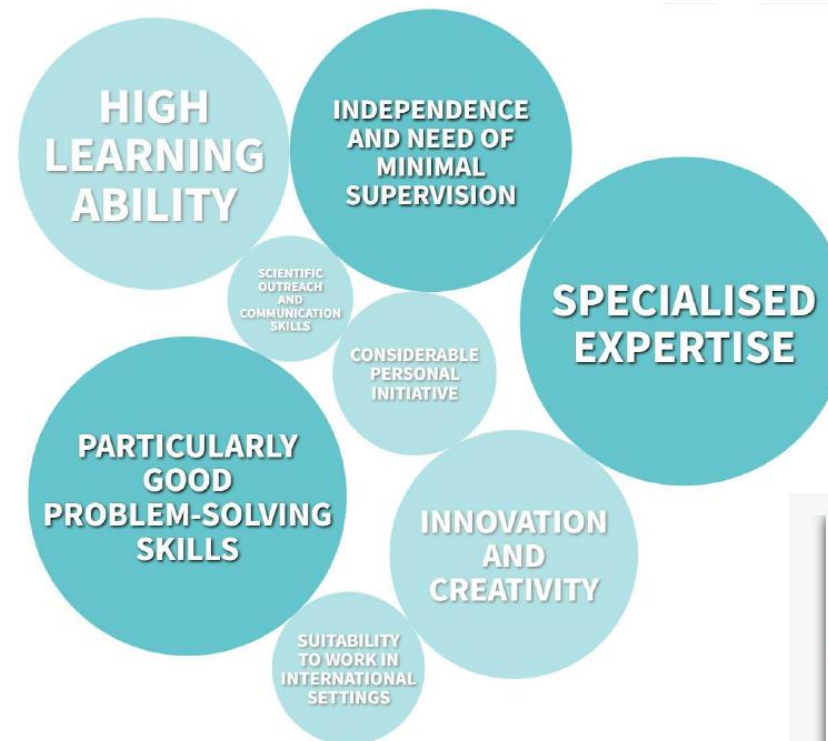 HIGH
LEARNING
ABILITY
INDEPENDENCE
AND NEED OF
MINIMAL
SUPERVISION
SPECIALISED
EXPERTISE
SCIENTIFIC
OUTREACH
AND
COMMUNICATION
SKILLS
CONSIDERABLE
PERSONAL
INITIATIVE
PARTICULARLY
GOOD
PROBLEM-SOLVING
SKILLS
INNOVATION
AND
CREATIVITY
SUITABILITY
TO WORK IN
INTERNATIONAL
SETTINGS